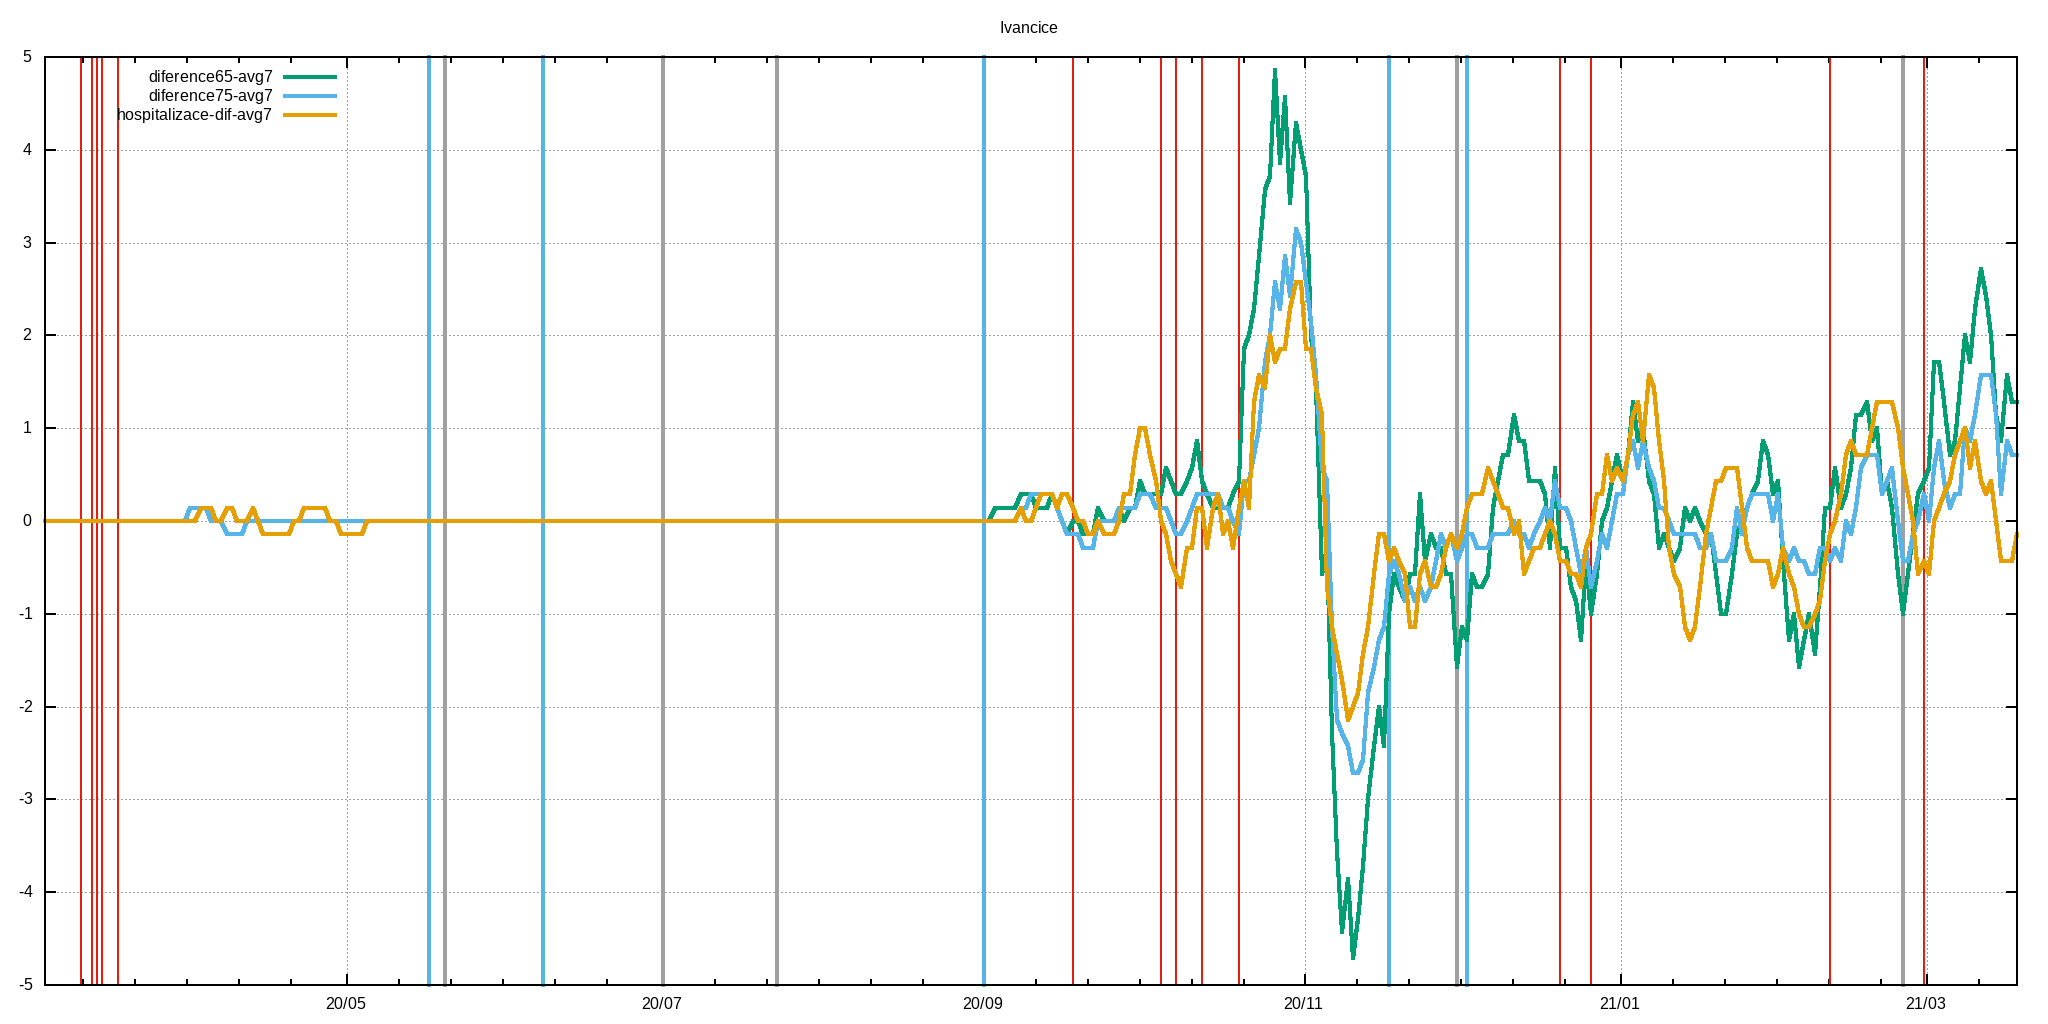 Ivancice
5
diference65-avg7
diference75-avg7
hospitalizace-dif-avg7
4
3
2
1
0
-1
-2
-3
-4
-5
20/05 20/07 20/09 20/11 21/01 21/03